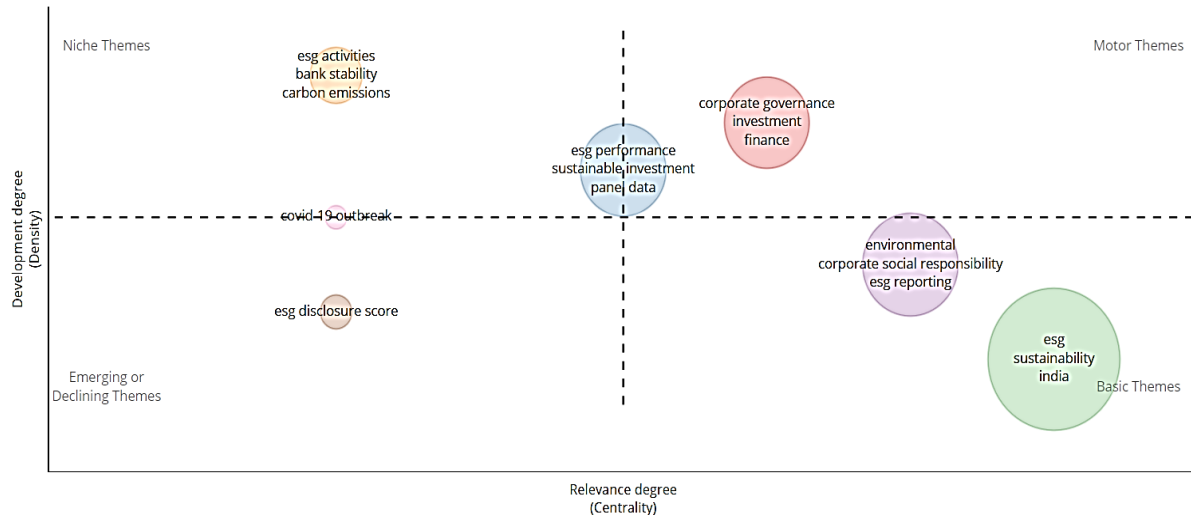 Niche Themes
Motor Themes
esg activities
bank stability
carbon emissions
corporate governance
investment
finance
esg performance
sustainable investment
panel data
covid-19 outbreak
environmental
corporate social responsibility
esg reporting
esg disclosure score
esg
sustainability
india
Emerging or
Declining Themes
Basic Themes
Development degree
(Density)
Relevance degree
(Centrality)